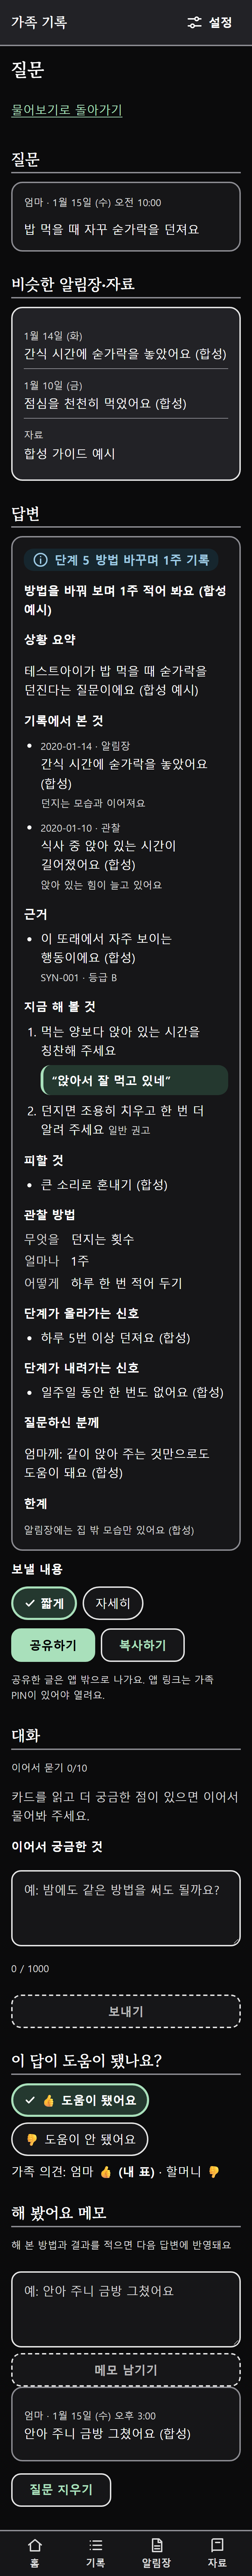 가족 기록
설정
질문
물어보기로 돌아가기
질문
엄마 · 1월 15일 (수) 오전 10:00
밥 먹을 때 자꾸 숟가락을 던져요
비슷한 알림장·자료
1월 14일 (화)
간식 시간에 숟가락을 놓았어요 (합성)
1월 10일 (금)
점심을 천천히 먹었어요 (합성)
자료
합성 가이드 예시
답변
단계 5 방법 바꾸며 1주 기록
방법을 바꿔 보며 1주 적어 봐요 (합성
예시)
상황 요약
테스트아이가 밥 먹을 때 숟가락을
던진다는 질문이에요 (합성 예시)
기록에서 본 것
2020-01-14 · 알림장
간식 시간에 숟가락을 놓았어요
(합성)
던지는 모습과 이어져요
2020-01-10 · 관찰
식사 중 앉아 있는 시간이
길어졌어요 (합성)
앉아 있는 힘이 늘고 있어요
근거
이 또래에서 자주 보이는
행동이에요 (합성)
SYN-001 · 등급 B
지금 해 볼 것
1. 먹는 양보다 앉아 있는 시간을
칭찬해 주세요
“앉아서 잘 먹고 있네”
2. 던지면 조용히 치우고 한 번 더
알려 주세요 일반 권고
피할 것
큰 소리로 혼내기 (합성)
관찰 방법
무엇을 던지는 횟수
얼마나 1주
어떻게 하루 한 번 적어 두기
단계가 올라가는 신호
하루 5번 이상 던져요 (합성)
단계가 내려가는 신호
일주일 동안 한 번도 없어요 (합성)
질문하신 분께
엄마께: 같이 앉아 주는 것만으로도
도움이 돼요 (합성)
한계
알림장에는 집 밖 모습만 있어요 (합성)
보낼 내용
짧게
자세히
공유하기
복사하기
공유한 글은 앱 밖으로 나가요. 앱 링크는 가족
PIN이 있어야 열려요.
대화
이어서 묻기 0/10
카드를 읽고 더 궁금한 점이 있으면 이어서
물어봐 주세요.
이어서 궁금한 것
예: 밤에도 같은 방법을 써도 될까요?
0 / 1000
보내기
이 답이 도움이 됐나요?
👍 도움이 됐어요
👎 도움이 안 됐어요
가족 의견: 엄마 👍 (내 표) · 할머니 👎
해 봤어요 메모
해 본 방법과 결과를 적으면 다음 답변에 반영돼요
예: 안아 주니 금방 그쳤어요
메모 남기기
엄마 · 1월 15일 (수) 오후 3:00
안아 주니 금방 그쳤어요 (합성)
질문 지우기
홈
기록
알림장
자료